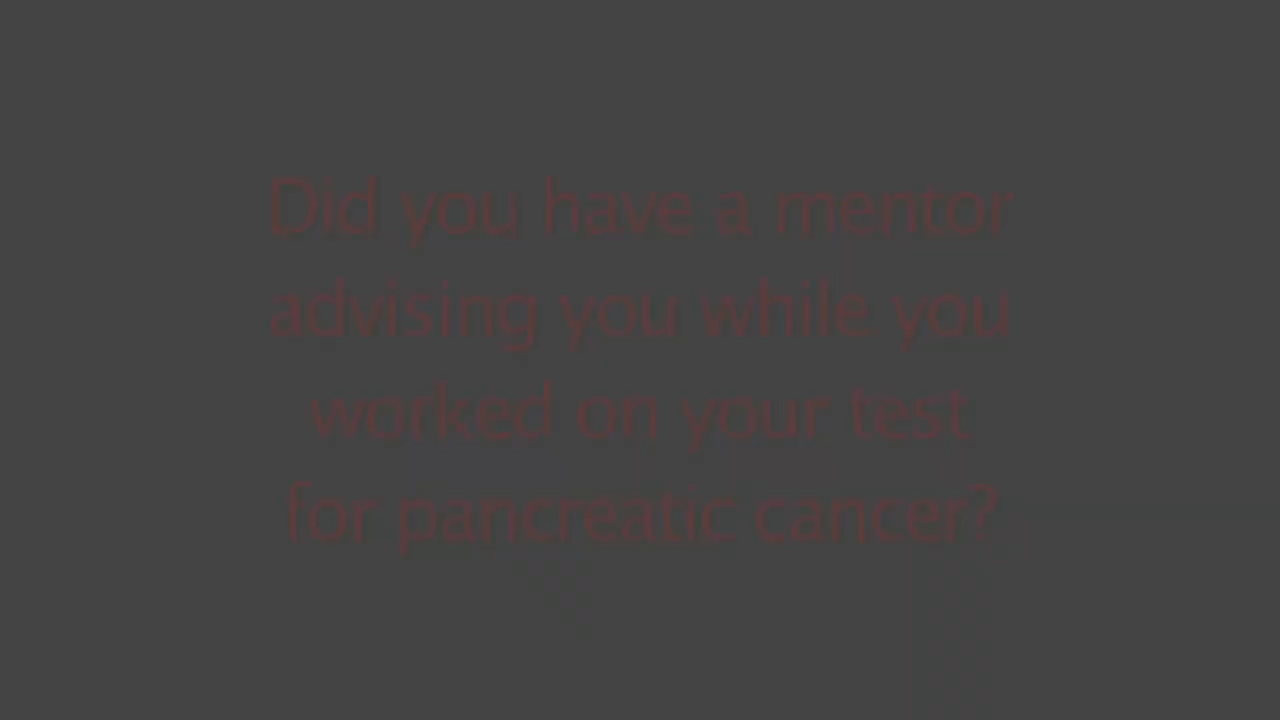 Did you have a mentor
advising you while you
worked on your test
for pancreatic cancer?